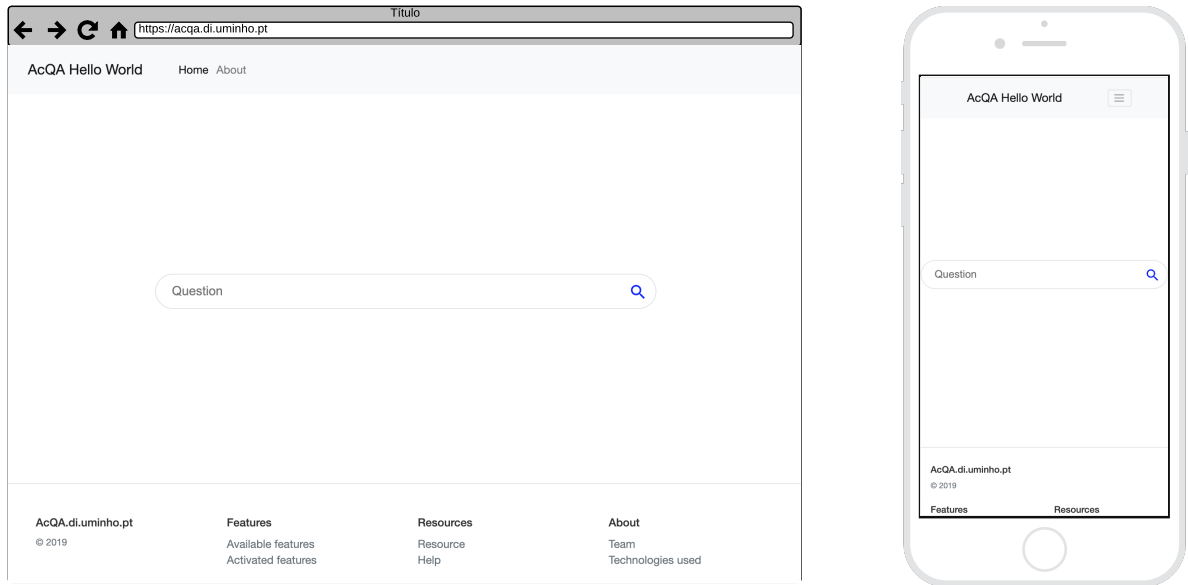 Título
https://acqa.di.uminho.pt
AcQA Hello World Home About
Question
AcQA.di.uminho.pt Features Resources About
© 2019 Available features Resource Team
Activated features Help Technologies used
AcQA Hello World
Question
AcQA.di.uminho.pt
© 2019
Features Resources